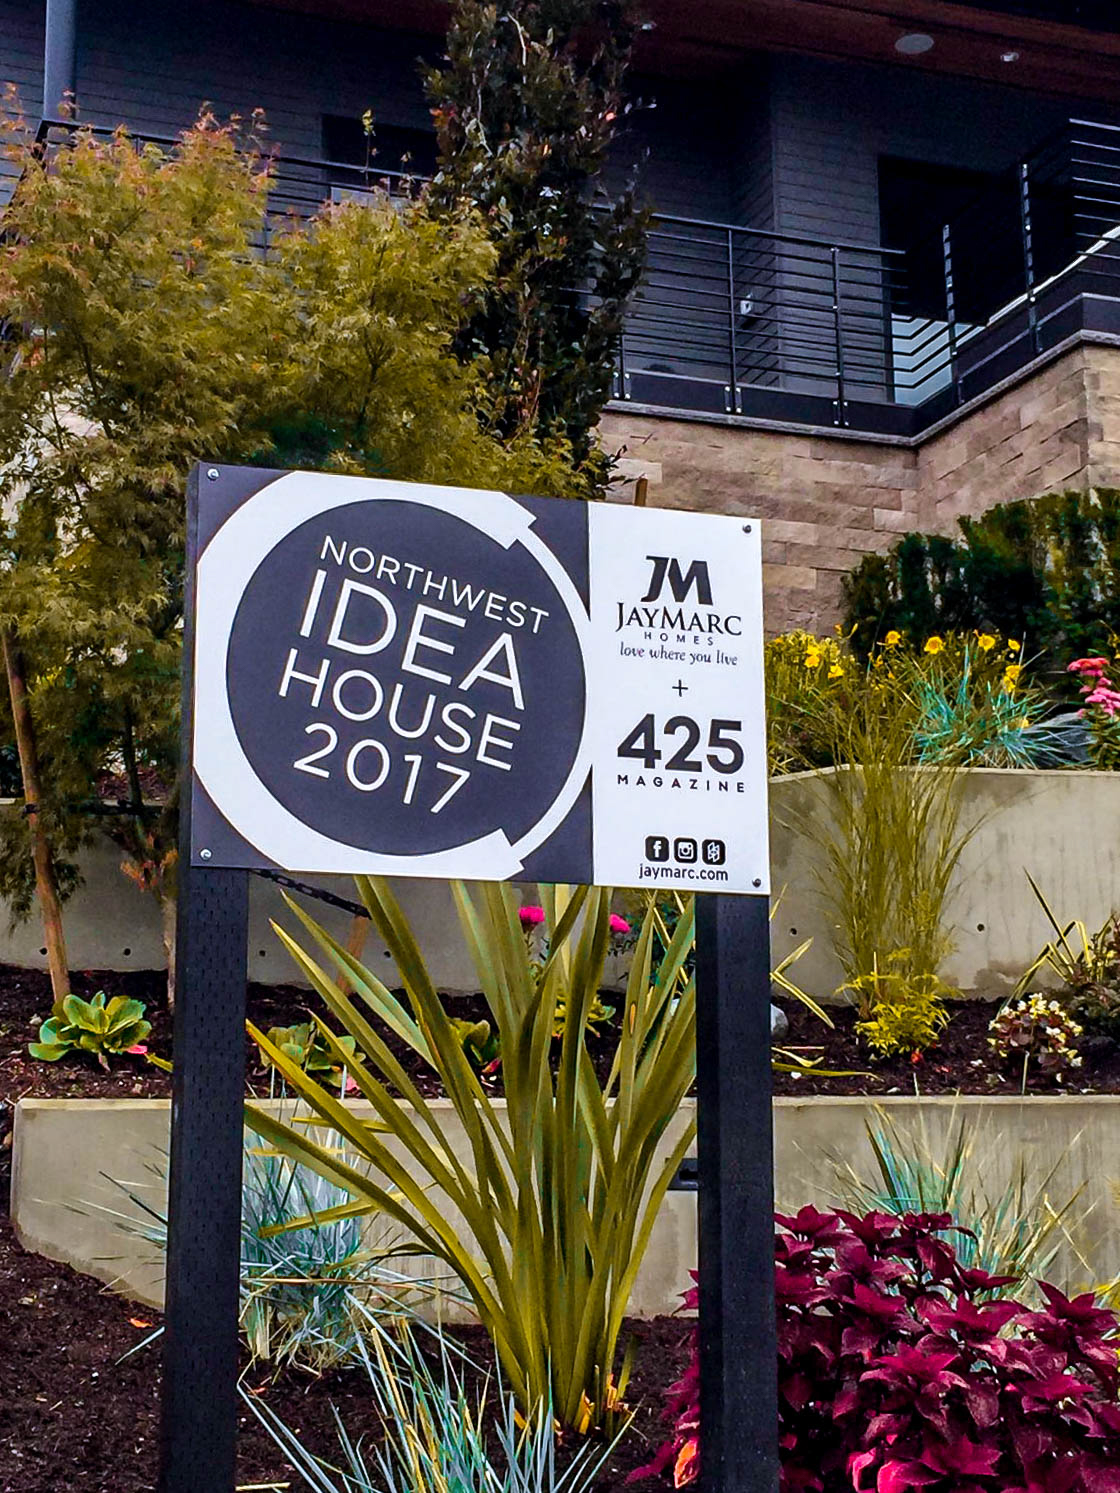 NORTHWEST
IDEA
HOUSE
2017
JM
JAYMARC
HOMES
love where you live
+
425
MAGAZINE
f
jaymarc.com